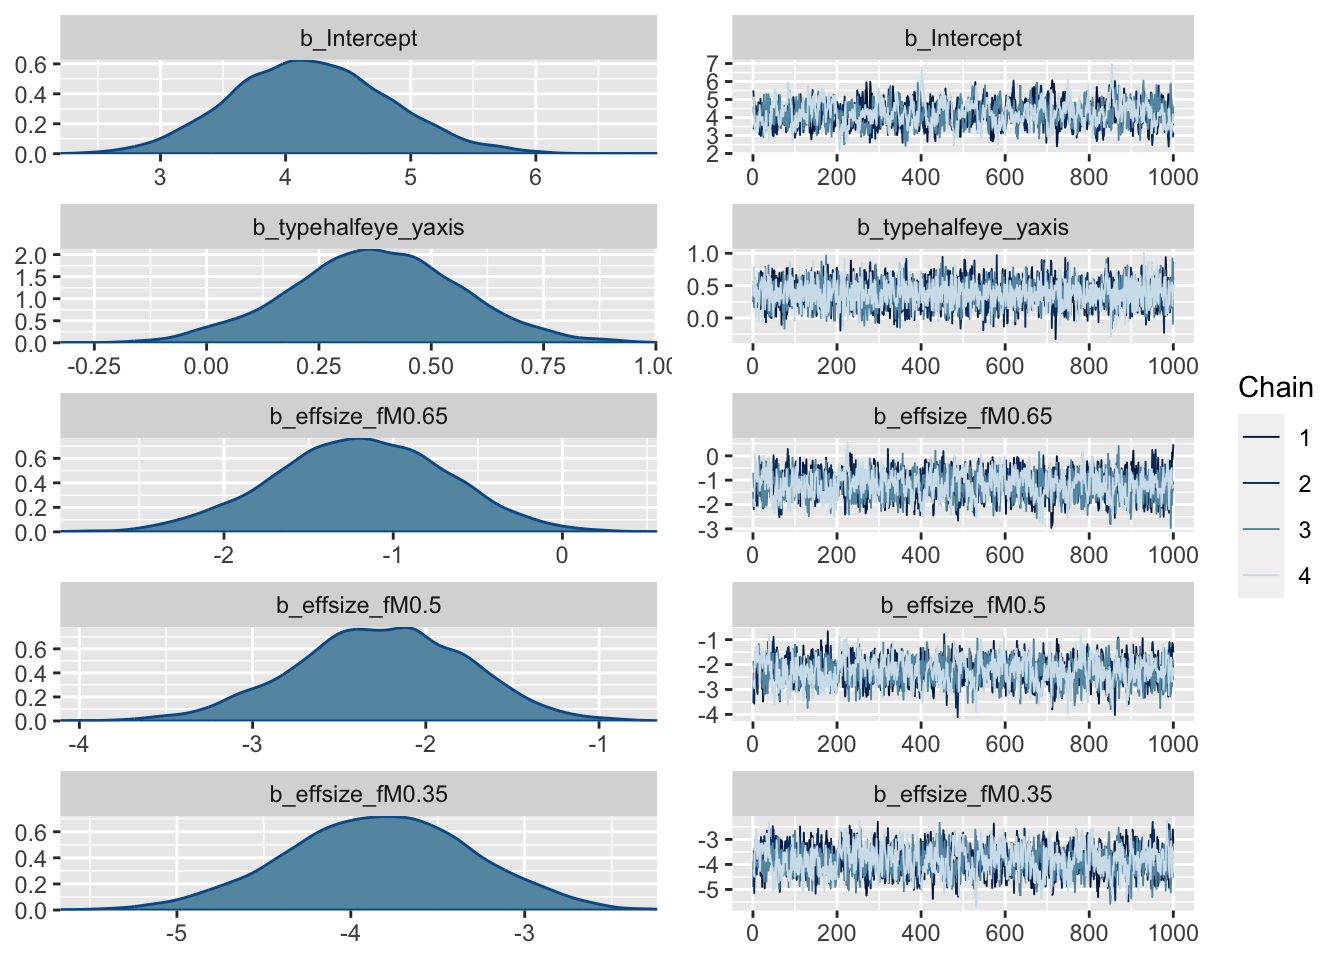 b_Intercept
0.6
0.4
0.2
0.0
3 4 5 6
b_Intercept
7
6
5
4
3
2
0 200 400 600 800 1000
b_typehalfeye_yaxis
2.0
1.5
1.0
0.5
0.0
-0.25 0.00 0.25 0.50 0.75 1.00
b_typehalfeye_yaxis
1.0
0.5
0.0
0 200 400 600 800 1000
b_effsize_fM0.65
0.6
0.4
0.2
0.0
-2 -1 0
b_effsize_fM0.65
0
-1
-2
-3
0 200 400 600 800 1000
b_effsize_fM0.5
0.6
0.4
0.2
0.0
-4 -3 -2 -1
b_effsize_fM0.5
-1
-2
-3
-4
0 200 400 600 800 1000
b_effsize_fM0.35
0.6
0.4
0.2
0.0
-5 -4 -3
b_effsize_fM0.35
-3
-4
-5
0 200 400 600 800 1000
Chain
1
2
3
4